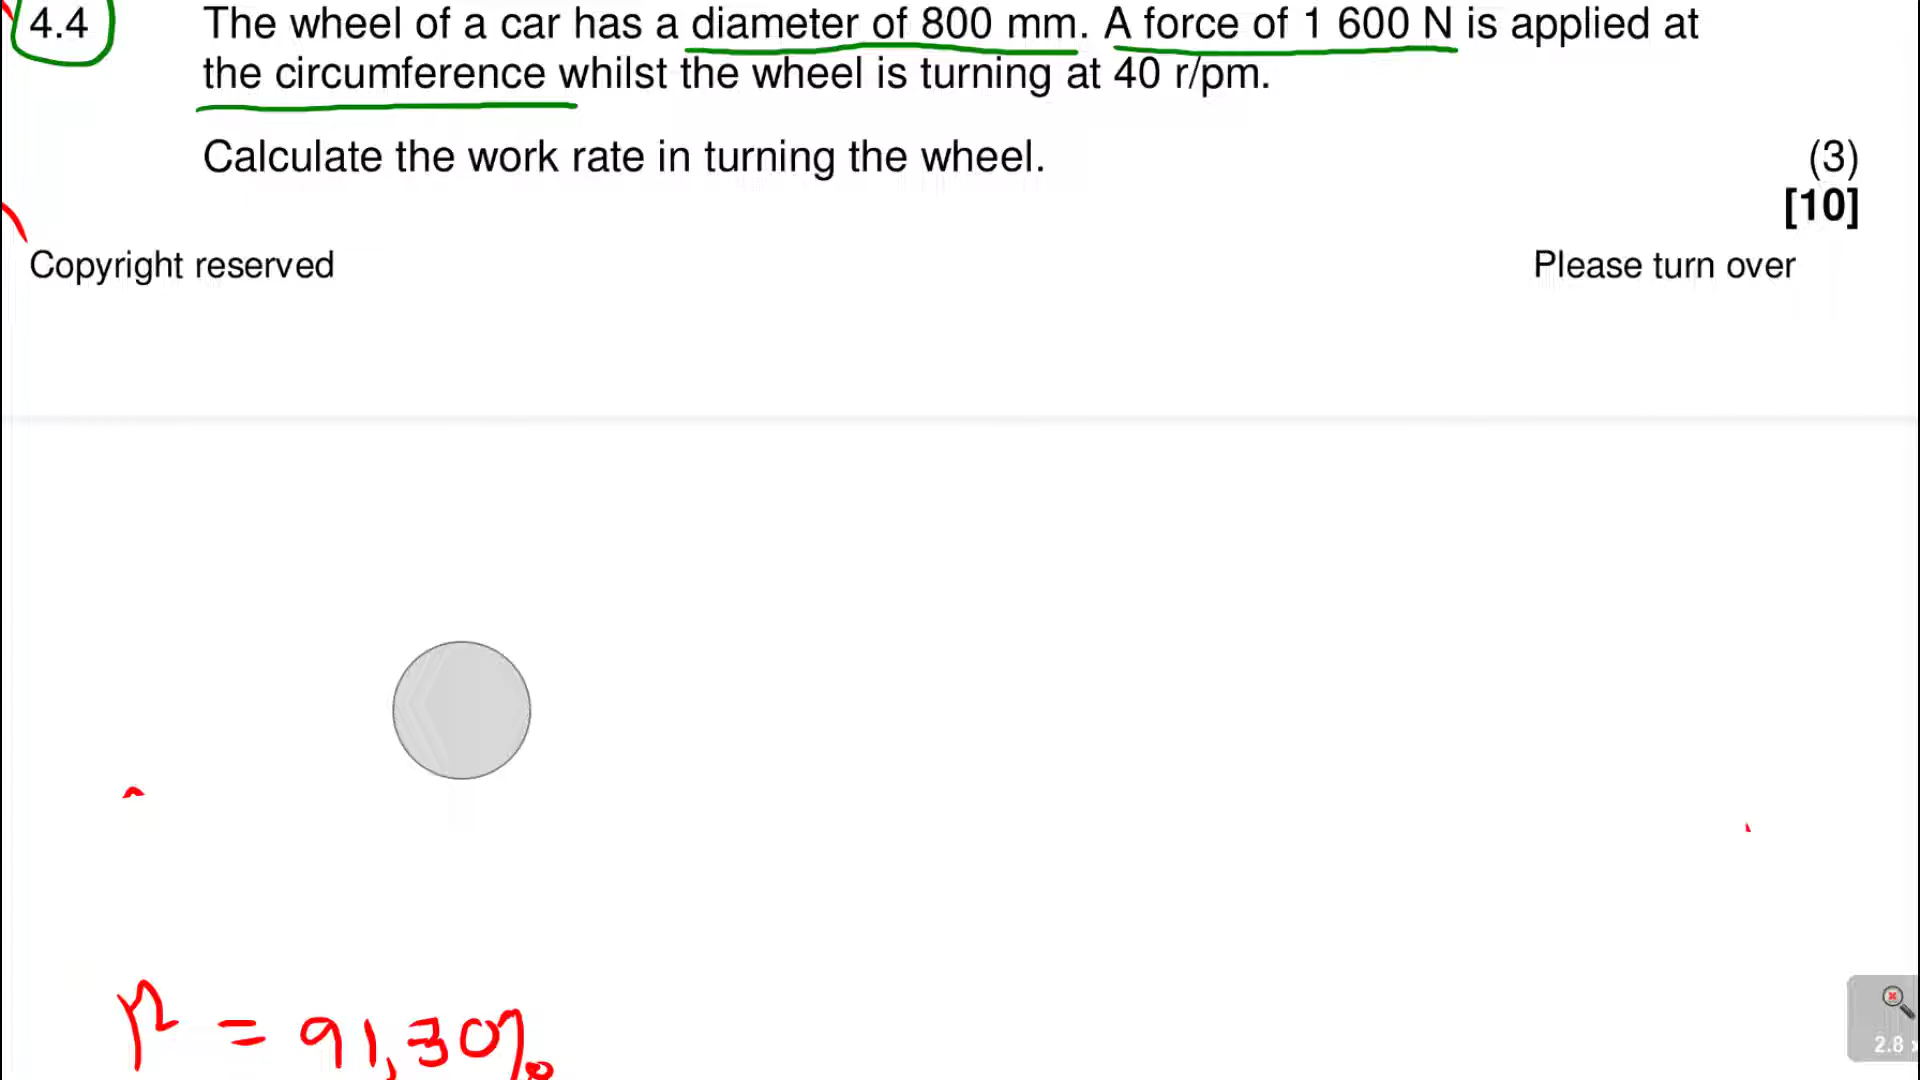 4.4 The wheel of a car has a diameter of 800 mm. A force of 1 600 N is applied at
the circumference whilst the wheel is turning at 40 r/pm.
Calculate the work rate in turning the wheel. (3)
[10]
Copyright reserved Please turn over
η = 91,30%
2.8 x